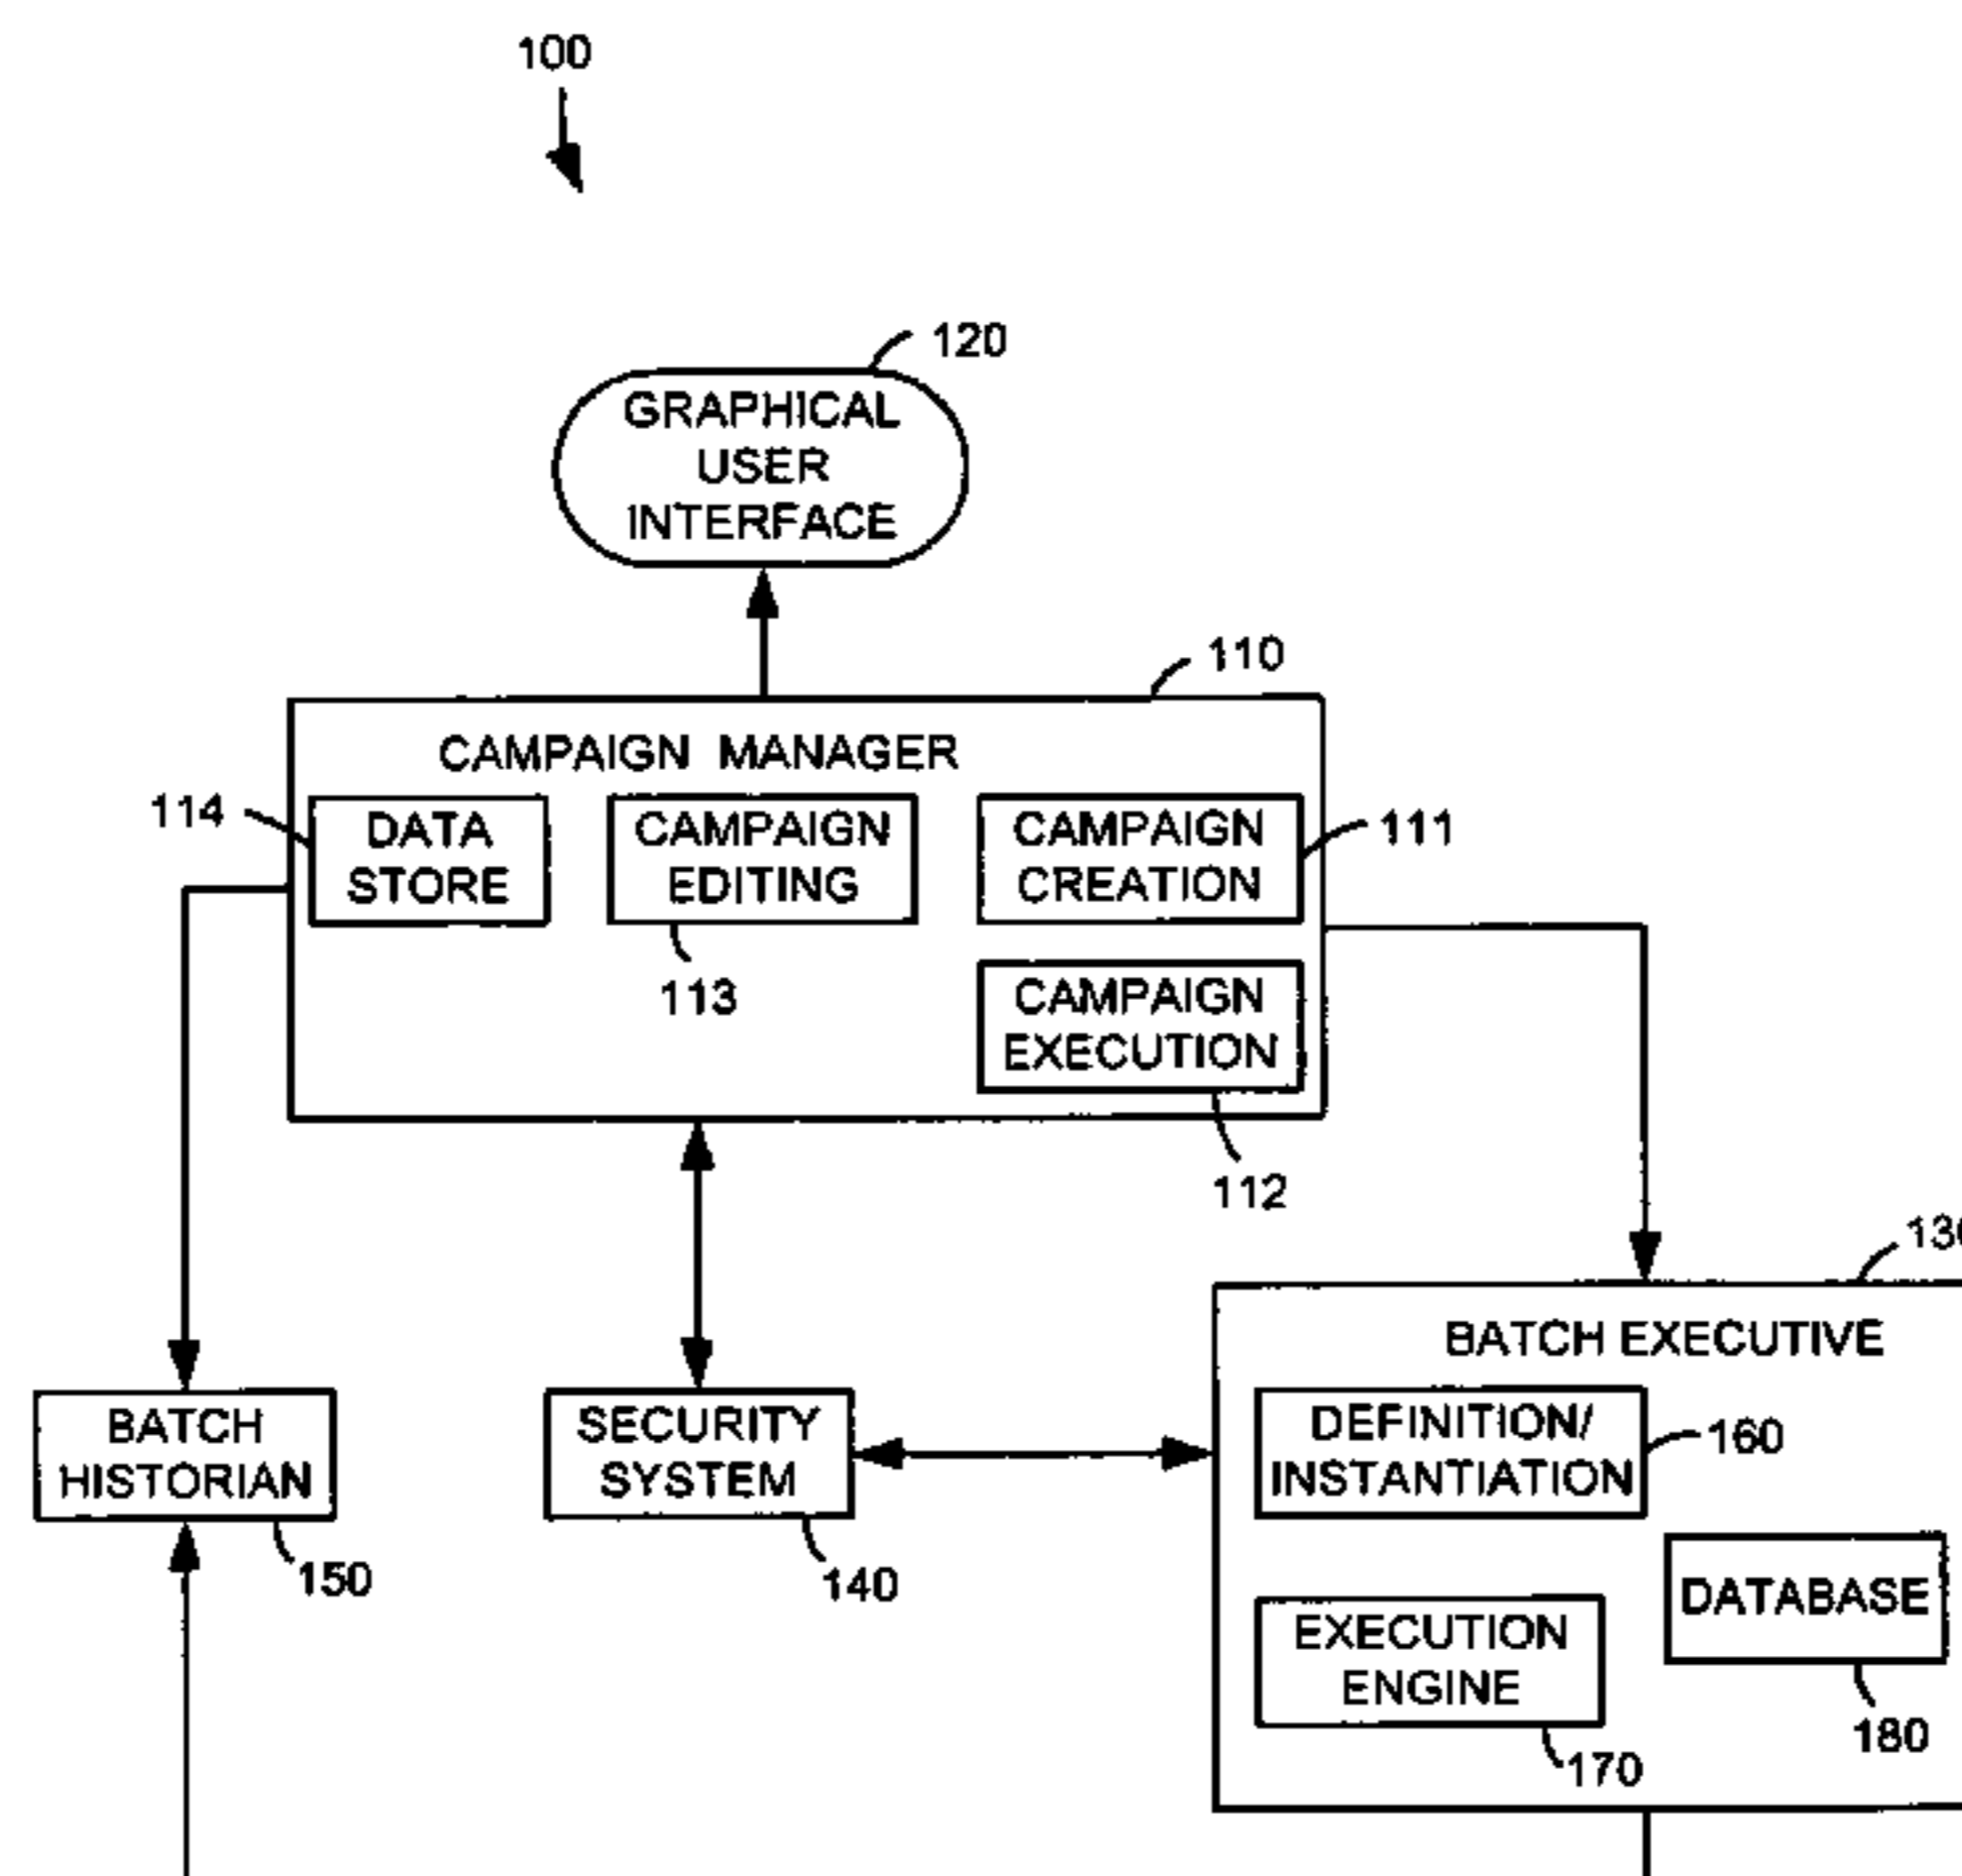 100
120
GRAPHICAL
USER
INTERFACE
110
CAMPAIGN MANAGER
114
DATA
STORE
CAMPAIGN
EDITING
CAMPAIGN
CREATION
111
113
CAMPAIGN
EXECUTION
112
BATCH EXECUTIVE
BATCH
HISTORIAN
150
SECURITY
SYSTEM
140
DEFINITION/
INSTANTIATION
160
DATABASE
180
EXECUTION
ENGINE
170